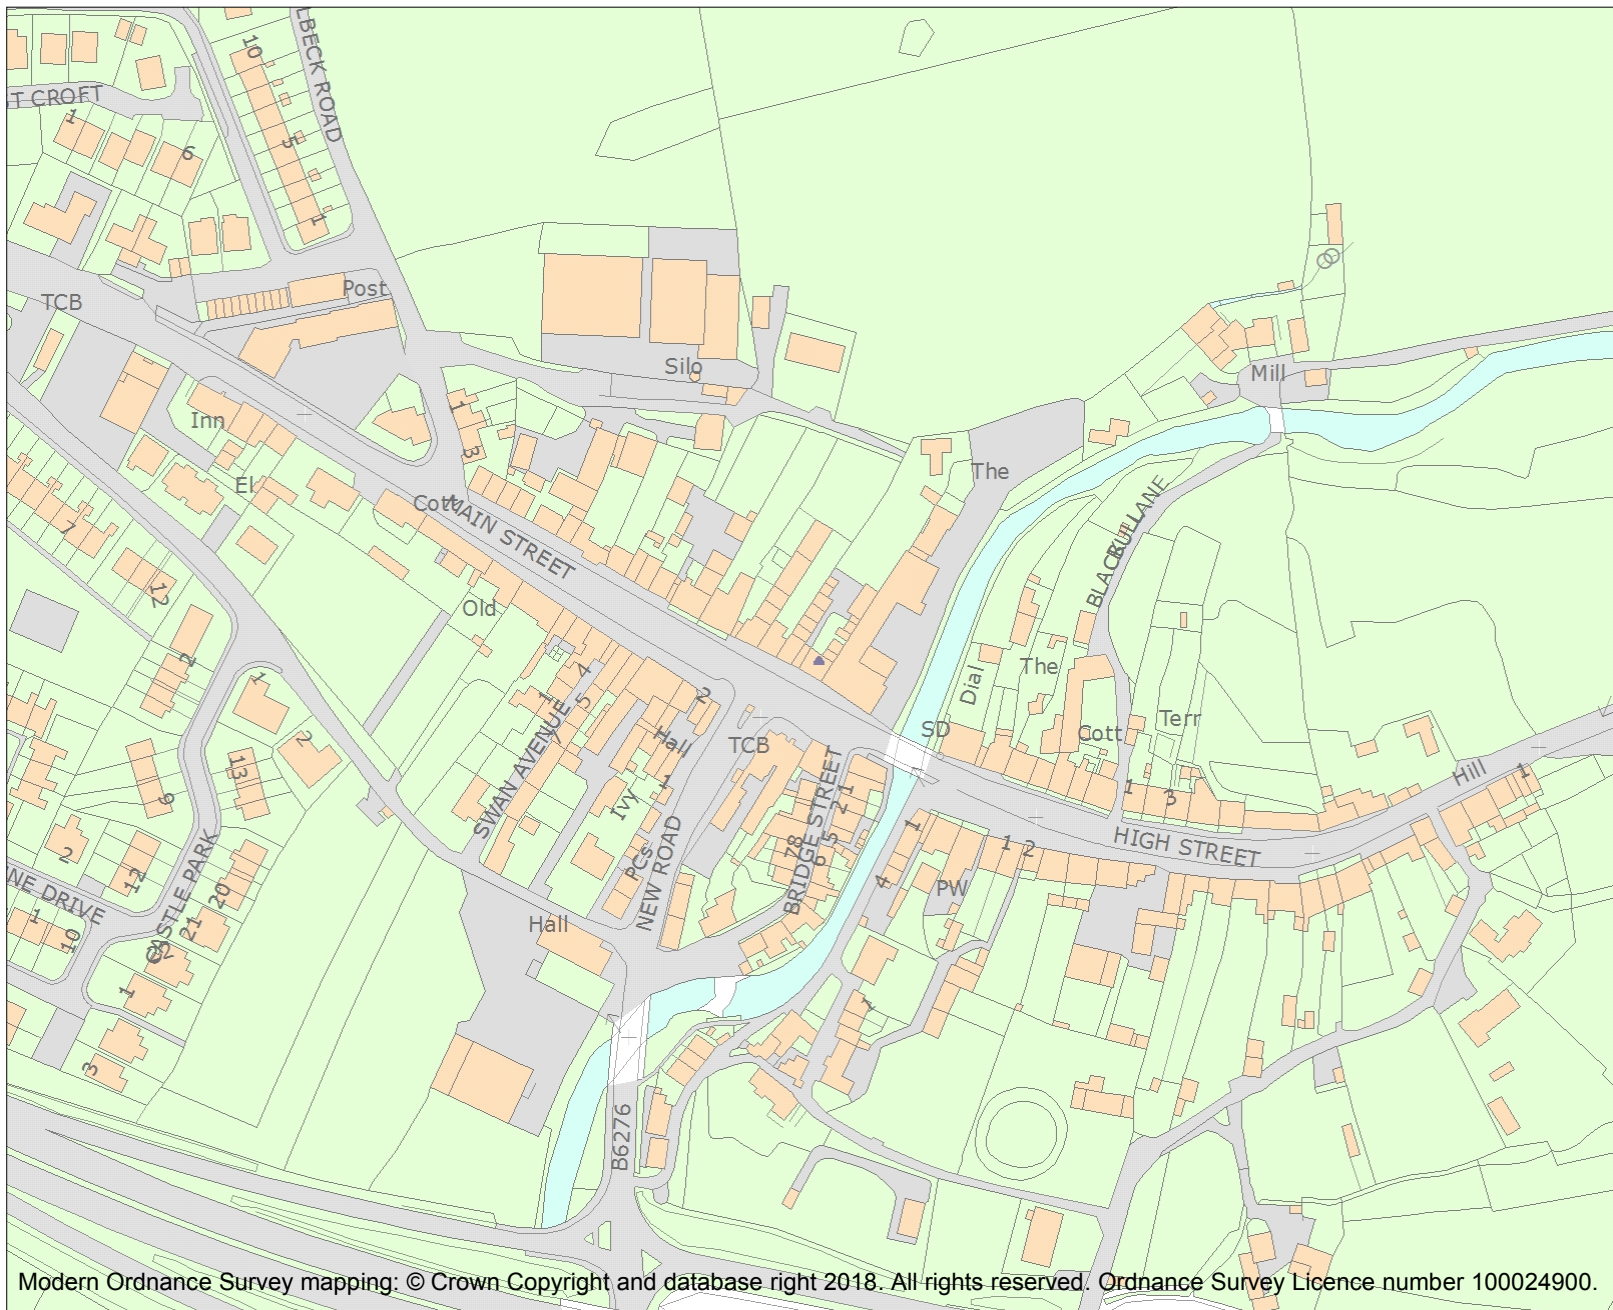 LBECK ROAD
10
ST CROFT
1
5
6
1
TCB
Post
Mill
Silo
1
Inn
3
The
El
Cott
MAIN STREET
BLACK BULL LANE
7
12
Old
2
4
1
5
2
The
Dial
1
SWAN AVENUE
Hall
TCB
SD
Cott
Terr
2
13
9
Ivy
1
BRIDGE STREET
1
2
5
6
78
1
3
Hill
1
1
1 2
HIGH STREET
2
12
PCs
NEW ROAD
4
PW
NE DRIVE
CASTLE PARK
20
21
25
1
10
Hall
1
1
3
B6276
Modern Ordnance Survey mapping: © Crown Copyright and database right 2018. All rights reserved. Ordnance Survey Licence number 100024900.